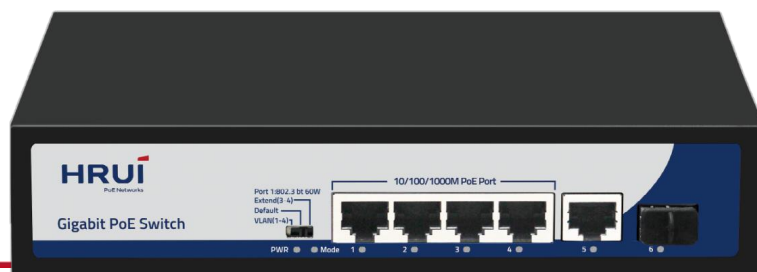 HRUI
PoE Networks
Gigabit PoE Switch
Port 1:802.3 bt 60W
Extend(3-4)
Default
VLAN(1-4)
10/100/1000M PoE Port
PWR Mode 1 2 3 4 5 6